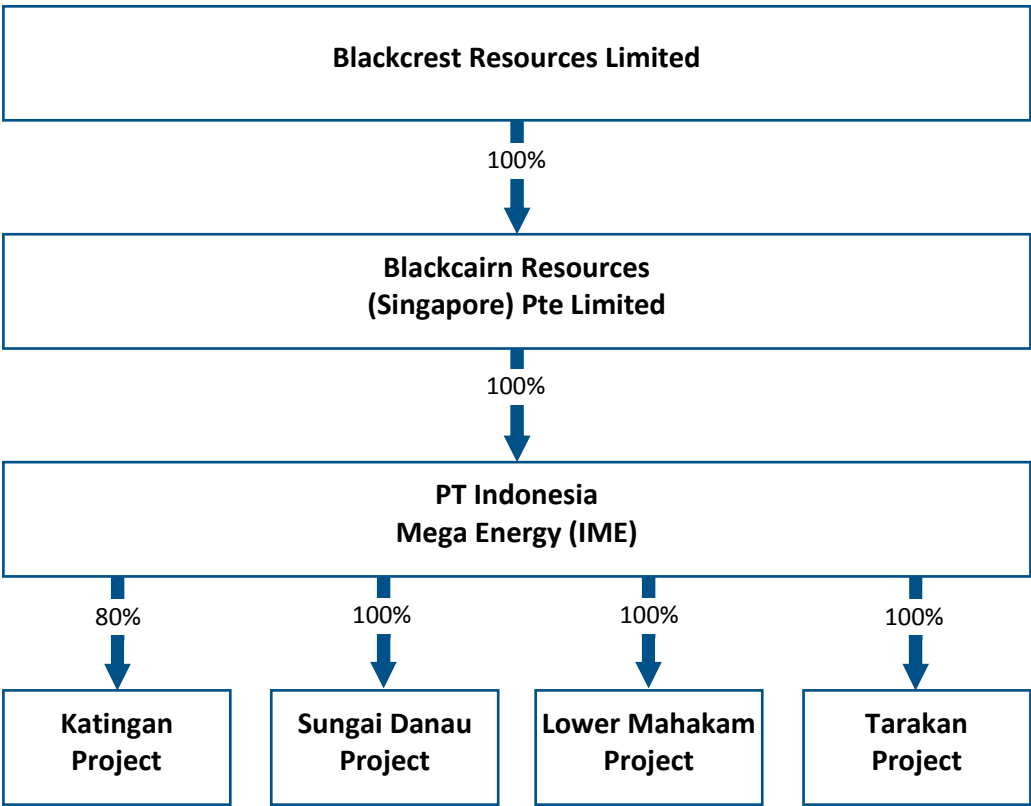 Blackcrest Resources Limited
100%
Blackcairn Resources
(Singapore) Pte Limited
100%
PT Indonesia
Mega Energy (IME)
80%
100%
100%
100%
Katingan
Project
Sungai Danau
Project
Lower Mahakam
Project
Tarakan
Project